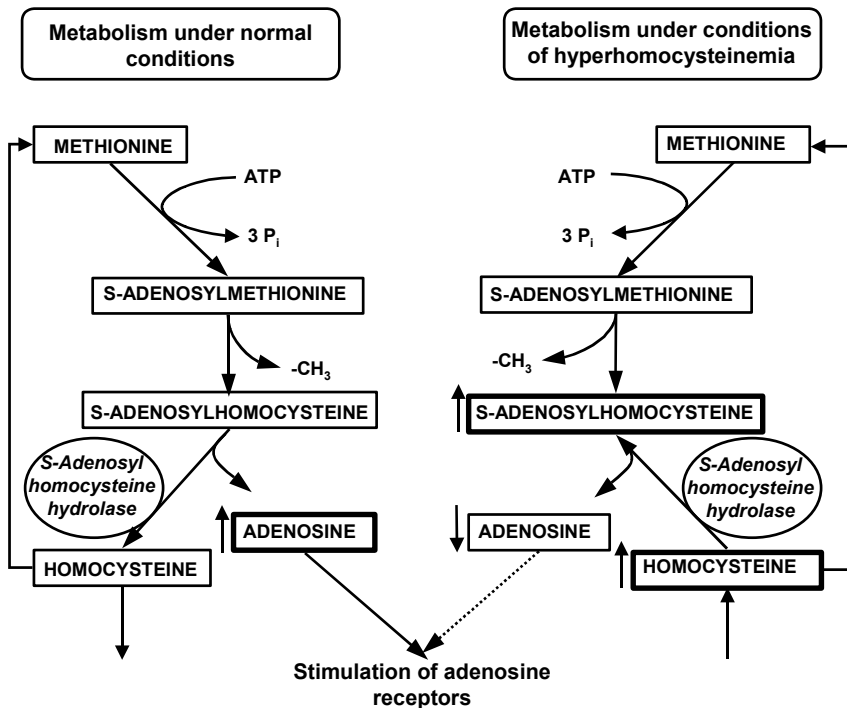 Metabolism under normal
conditions
METHIONINE
ATP
3 Pi
S-ADENOSYLMETHIONINE
-CH3
S-ADENOSYLHOMOCYSTEINE
S-Adenosyl
homocysteine
hydrolase
ADENOSINE
HOMOCYSTEINE
Metabolism under conditions
of hyperhomocysteinemia
METHIONINE
ATP
3 Pi
S-ADENOSYLMETHIONINE
-CH3
S-ADENOSYLHOMOCYSTEINE
S-Adenosyl
homocysteine
hydrolase
ADENOSINE
HOMOCYSTEINE
Stimulation of adenosine
receptors